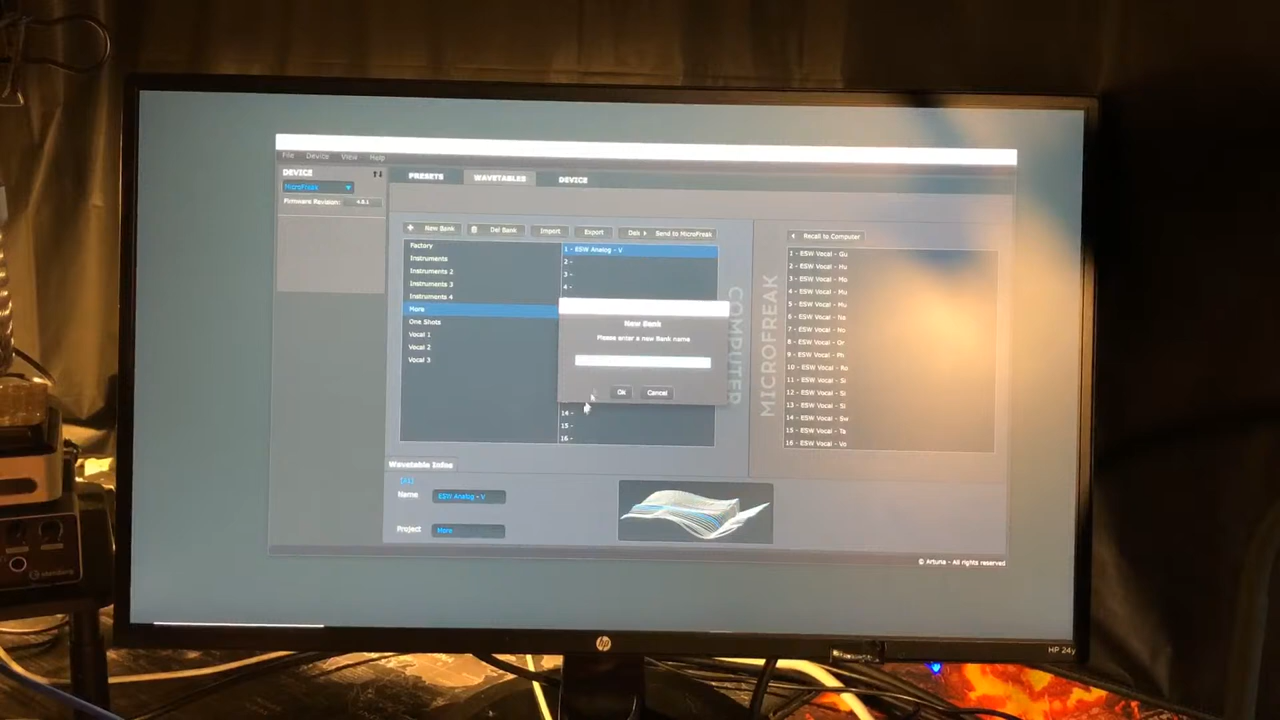 File Device View Help
DEVICE
MicroFreak
Firmware Revision:
PRESETS WAVETABLES DEVICE
New Bank Del Bank Import Export Send to MicroFreak
Factory
Instruments
Instruments 2
Instruments 3
Instruments 4
More
One Shots
Vocal 1
Vocal 2
Vocal 3
1 - ESW Analog - V
2 -
3 -
4 -
14 -
15 -
16 -
New Bank
Please enter a new Bank name
Ok Cancel
COMPUTER
MICROFREAK
Recall to Computer
1 - ESW Vocal - Gu
2 - ESW Vocal - Hu
3 - ESW Vocal - Mo
4 - ESW Vocal - Mu
5 - ESW Vocal - Mu
6 - ESW Vocal - Na
7 - ESW Vocal - No
8 - ESW Vocal - Or
9 - ESW Vocal - Ph
10 - ESW Vocal - Ro
11 - ESW Vocal - Si
12 - ESW Vocal - Si
13 - ESW Vocal - Si
14 - ESW Vocal - Sw
15 - ESW Vocal - Ta
16 - ESW Vocal - Vo
Wavetable Infos
Name ESW Analog - V
Project More
© Arturia - All rights reserved
hp
HP 24y
steinberg